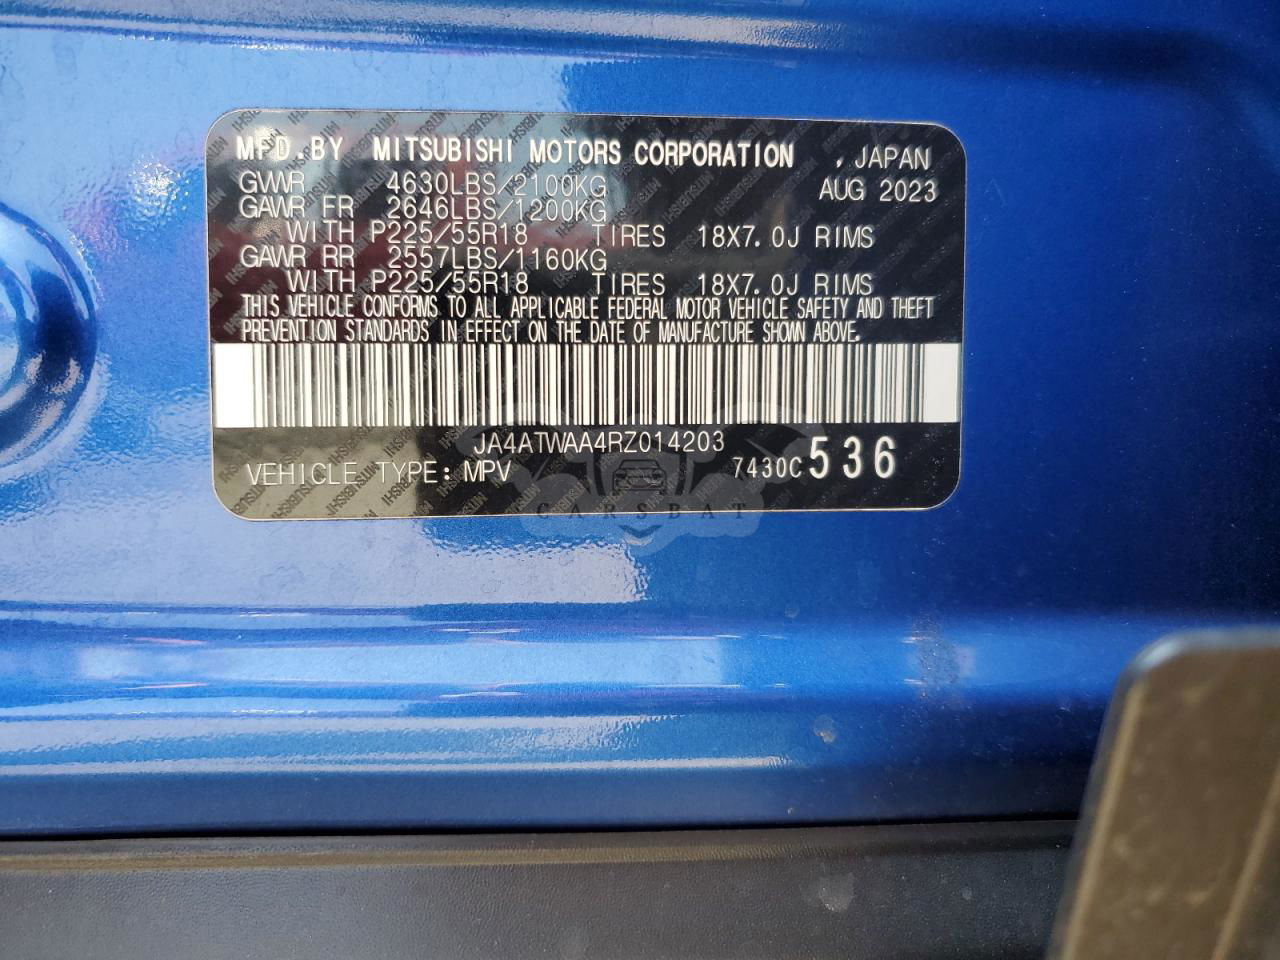 MFD. BY MITSUBISHI MOTORS CORPORATION , JAPAN
GVWR 4630LBS/2100KG AUG 2023
GAWR FR 2646LBS/1200KG
WITH P225/55R18 TIRES 18X7.0J RIMS
GAWR RR 2557LBS/1160KG
WITH P225/55R18 TIRES 18X7.0J RIMS
THIS VEHICLE CONFORMS TO ALL APPLICABLE FEDERAL MOTOR VEHICLE SAFETY AND THEFT
PREVENTION STANDARDS IN EFFECT ON THE DATE OF MANUFACTURE SHOWN ABOVE.
JA4ATWAA4RZ014203
VEHICLE TYPE: MPV 7430C 536
CARSBAT